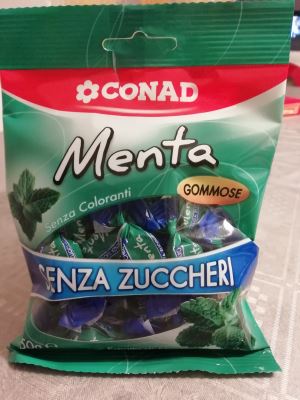 CONAD
Menta
GOMMOSE
Senza Coloranti
SENZA ZUCCHERI